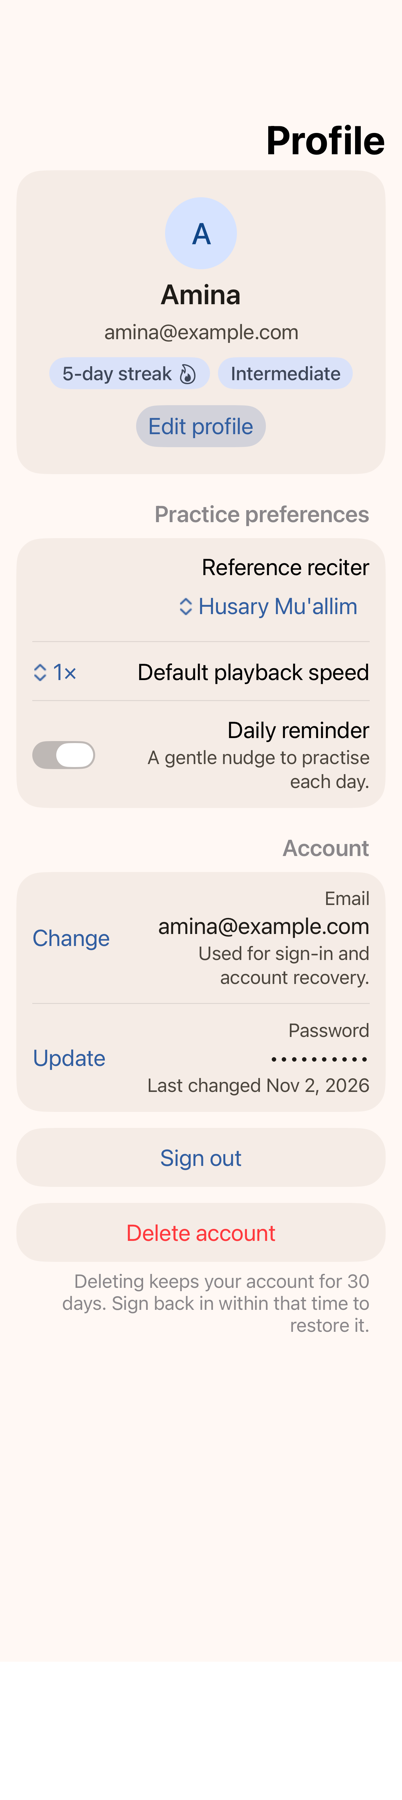 Profile
A
Amina
amina@example.com
5-day streak
Intermediate
Edit profile
Practice preferences
Reference reciter
Husary Mu'allim
Default playback speed
1×
Daily reminder
A gentle nudge to practise
each day.
Account
Email
amina@example.com
Used for sign-in and
account recovery.
Change
Password
••••••••••
Last changed Nov 2, 2026
Update
Sign out
Delete account
Deleting keeps your account for 30
days. Sign back in within that time to
restore it.